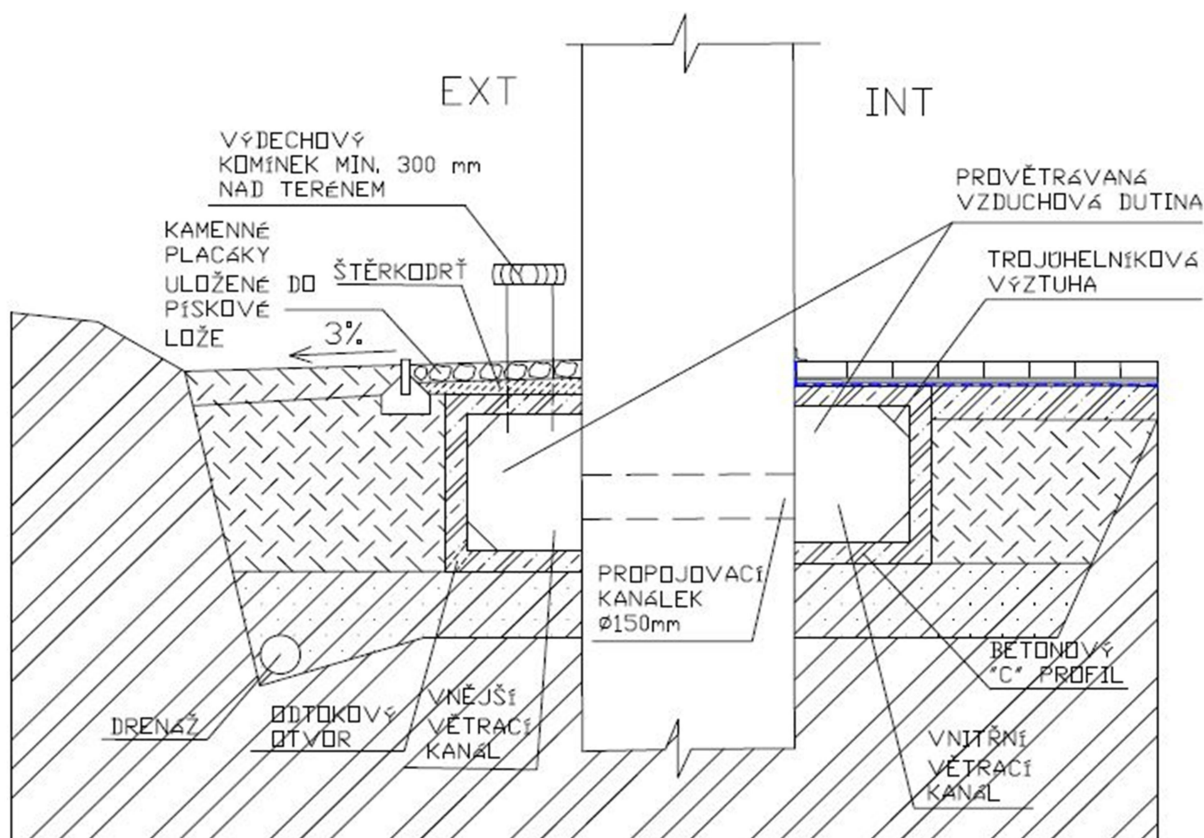 EXT
INT
VÝDECHOVÝ
KOMÍNEK MIN. 300 mm
NAD TERÉNEM
KAMENNÉ
PLACÁKY
ULOŽENÉ DO
PÍSKOVÉ
LOŽE
ŠTĚRKODRŤ
3%
PROVĚTRÁVANÁ
VZDUCHOVÁ DUTINA
TROJÚHELNÍKOVÁ
VÝZTUHA
PROPOJOVACÍ
KANÁLEK
Ø150mm
BETONOVÝ
"C" PROFIL
DRENÁŽ
ODTOKOVÝ
OTVOR
VNĚJŠÍ
VĚTRACÍ
KANÁL
VNITŘNÍ
VĚTRACÍ
KANÁL